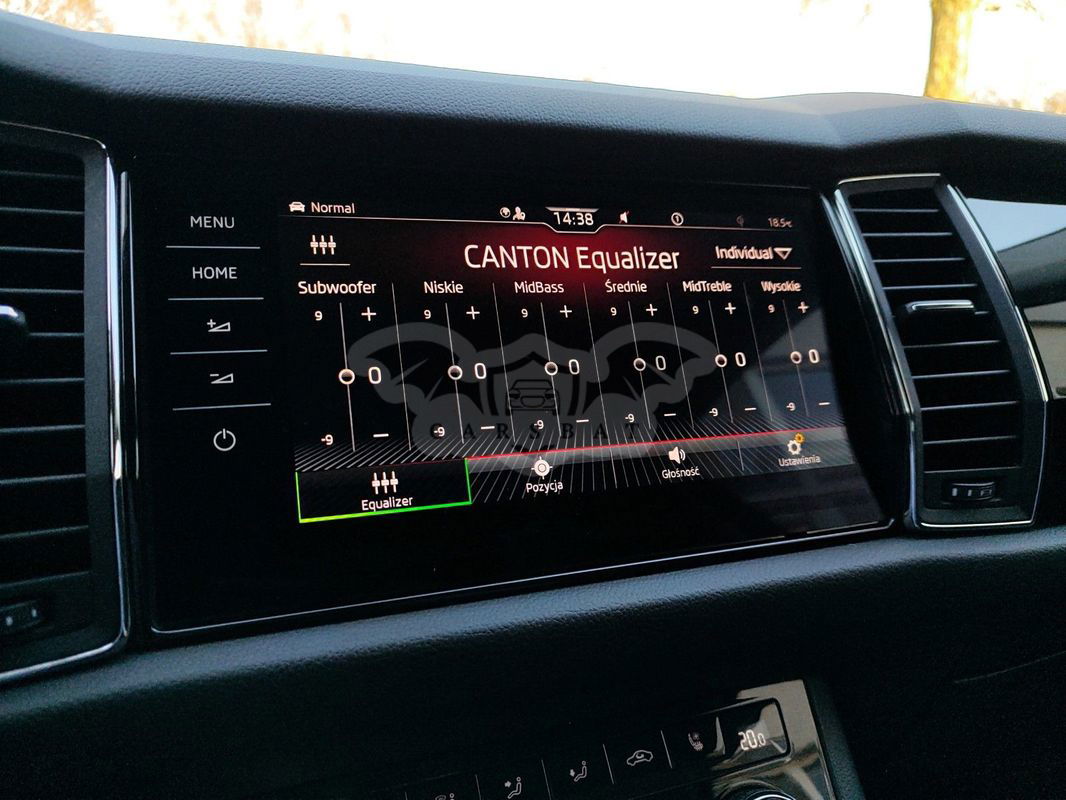 Normal
14:38
1
18.5°C
MENU
HOME
CANTON Equalizer
Individual
Subwoofer Niskie MidBass Średnie MidTreble Wysokie
9 + 9 + 9 + 9 + 9 + 9 +
0 0 0 0 0 0
-9 – -9 – -9 – -9 – -9 – -9 –
CARSBAT
Equalizer Pozycja Głośność Ustawienia
20.0